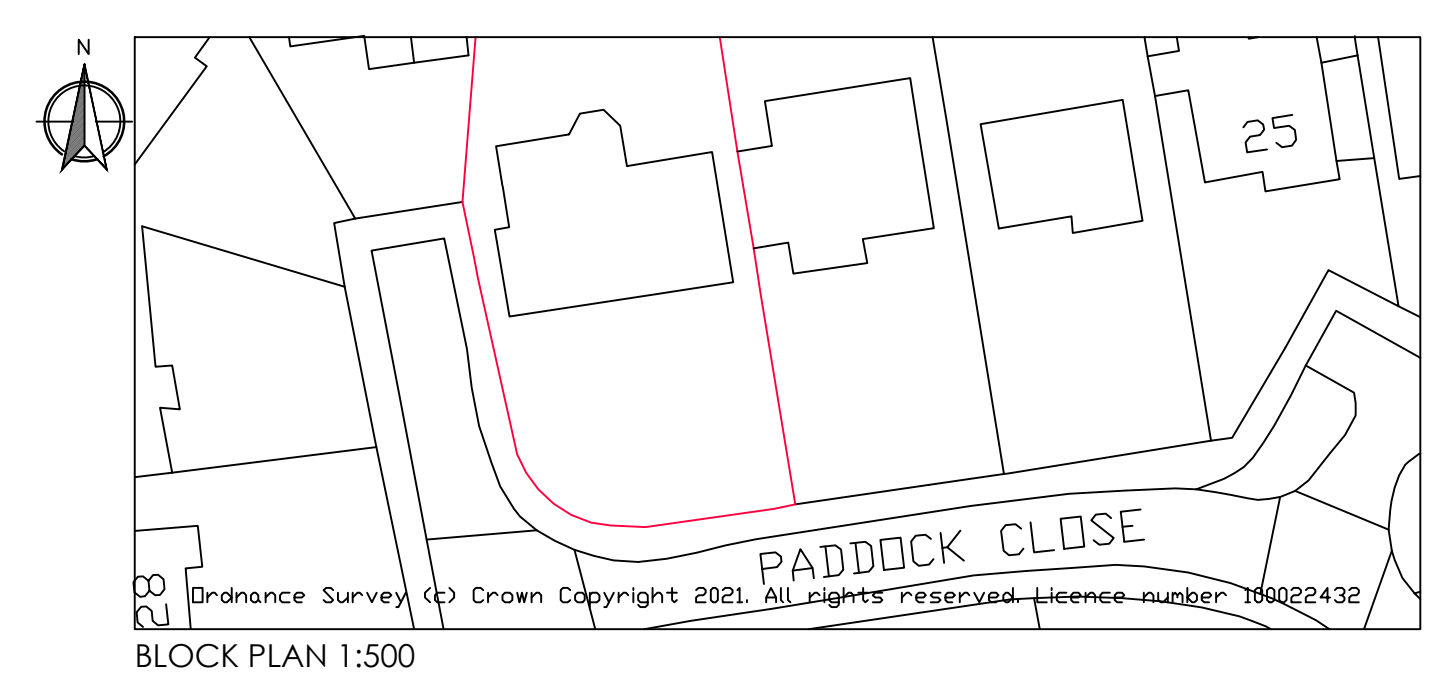 N
25
PADDOCK CLOSE
28
Ordnance Survey (c) Crown Copyright 2021. All rights reserved. Licence number 100022432
BLOCK PLAN 1:500